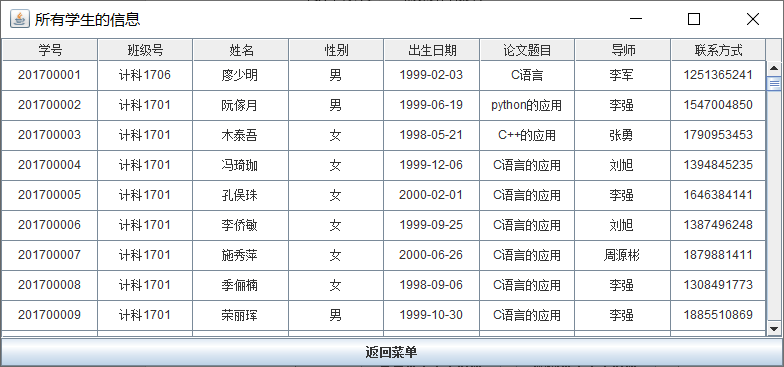 所有学生的信息
学号 班级号 姓名 性别 出生日期 论文题目 导师 联系方式
201700001 计科1706 廖少明 男 1999-02-03 C语言 李军 1251365241
201700002 计科1701 阮傢月 男 1999-06-19 python的应用 李强 1547004850
201700003 计科1701 木泰吾 女 1998-05-21 C++的应用 张勇 1790953453
201700004 计科1701 冯琦珈 女 1999-12-06 C语言的应用 刘旭 1394845235
201700005 计科1701 孔俣珠 女 2000-02-01 C语言的应用 李强 1646384141
201700006 计科1701 李侨敏 女 1999-09-25 C语言的应用 刘旭 1387496248
201700007 计科1701 施秀萍 女 2000-06-26 C语言的应用 周源彬 1879881411
201700008 计科1701 季俪楠 女 1998-09-06 C语言的应用 李强 1308491773
201700009 计科1701 荣丽珲 男 1999-10-30 C语言的应用 李强 1885510869
返回菜单